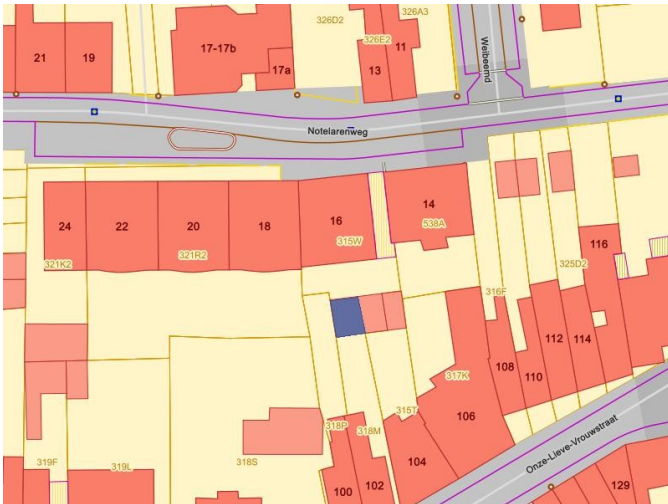 326D2
326A3
326E2
21
19
17-17b
17a
13
11
Weibeemd
Notelarenweg
24
22
20
18
16
14
538A
315W
321R2
321K2
116
325D2
316F
108
110
112
114
317K
106
315T
318M
318P
104
102
100
318S
319F
319L
Onze-Lieve-Vrouwstraat
129